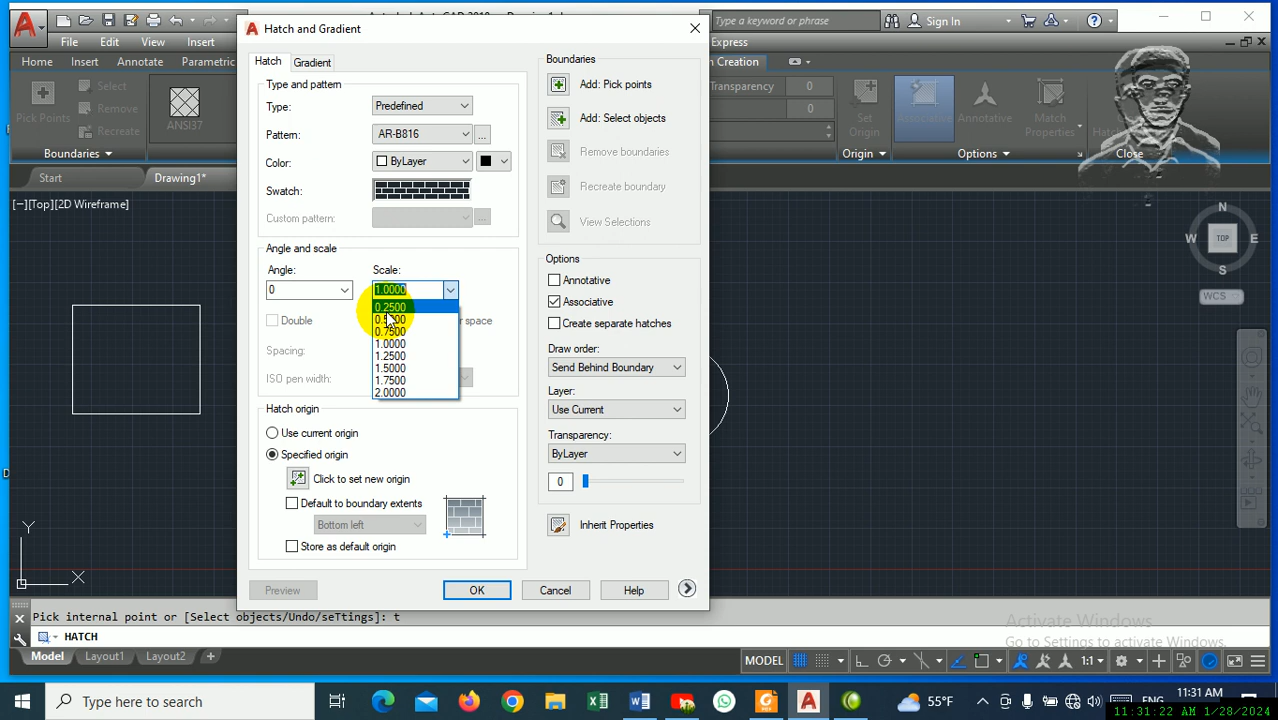 Hatch and Gradient
Type a keyword or phrase
Sign In
File
Edit
View
Insert
Express
Home
Insert
Annotate
Parametric
Select
Remove
Recreate
Pick Points
ANSI37
Boundaries
Transparency
0
0
Set
Origin
Associative
Annotative
Match
Properties
Origin
Options
Close
Start
Drawing1*
[−][Top][2D Wireframe]
Hatch
Gradient
Type and pattern
Type:
Predefined
Pattern:
AR-B816
...
Color:
ByLayer
Swatch:
Custom pattern:
...
Angle and scale
Angle:
Scale:
0
1.0000
0.2500
0.7500
1.0000
1.2500
1.5000
1.7500
2.0000
Double
space
Spacing:
ISO pen width:
Hatch origin
Use current origin
Specified origin
Click to set new origin
Default to boundary extents
Bottom left
Store as default origin
Boundaries
Add: Pick points
Add: Select objects
Remove boundaries
Recreate boundary
View Selections
Options
Annotative
Associative
Create separate hatches
Draw order:
Send Behind Boundary
Layer:
Use Current
Transparency:
ByLayer
0
Inherit Properties
Preview
OK
Cancel
Help
N
W
TOP
E
S
WCS
Y
X
Pick internal point or [Select objects/Undo/seTtings]: t
HATCH
Activate Windows
Go to Settings to activate Windows.
Model
Layout1
Layout2
+
MODEL
1:1
Type here to search
55°F
ENG
11:31 AM
11:31:22 AM 1/28/2024